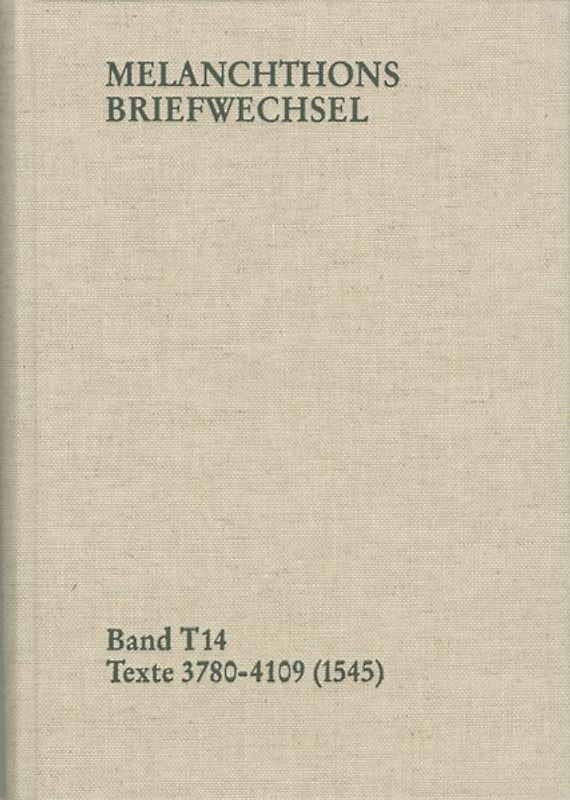 MELANCHTHONS
BRIEFWECHSEL
Band T14
Texte 3780-4109 (1545)